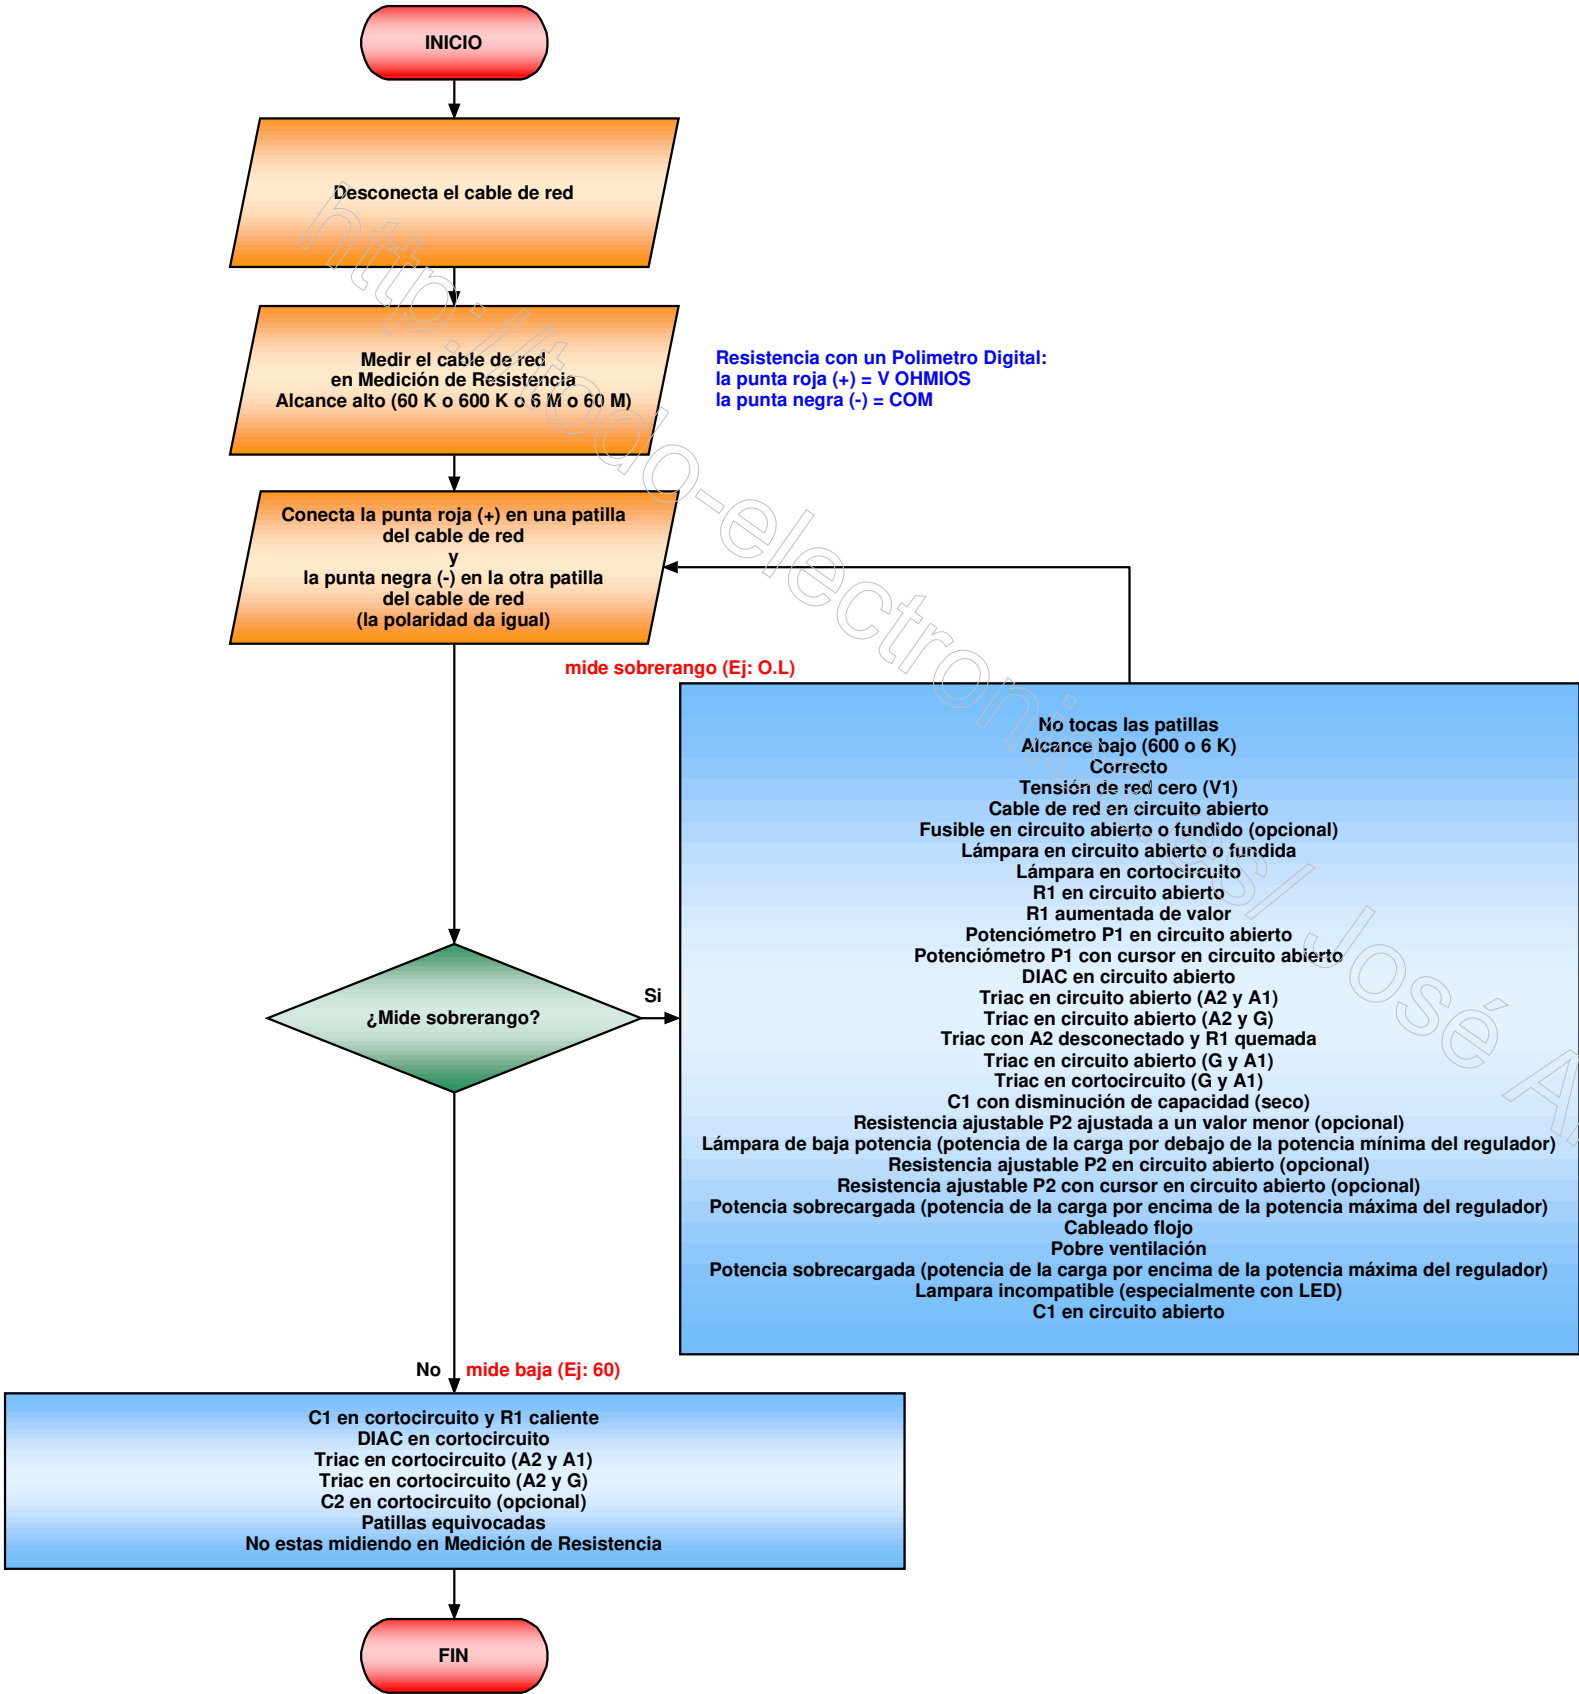 INICIO
Desconecta el cable de red
Medir el cable de red
en Medición de Resistencia
Alcance alto (60 K o 600 K o 6 M o 60 M)
Resistencia con un Polimetro Digital:
la punta roja (+) = V OHMIOS
la punta negra (-) = COM
Conecta la punta roja (+) en una patilla
del cable de red
y
la punta negra (-) en la otra patilla
del cable de red
(la polaridad da igual)
mide sobrerango (Ej: O.L)
No tocas las patillas
Alcance bajo (600 o 6 K)
Correcto
Tensión de red cero (V1)
Cable de red en circuito abierto
Fusible en circuito abierto o fundido (opcional)
Lámpara en circuito abierto o fundida
Lámpara en cortocircuito
R1 en circuito abierto
R1 aumentada de valor
Potenciómetro P1 en circuito abierto
Potenciómetro P1 con cursor en circuito abierto
DIAC en circuito abierto
Triac en circuito abierto (A2 y A1)
Triac en circuito abierto (A2 y G)
Triac con A2 desconectado y R1 quemada
Triac en circuito abierto (G y A1)
Triac en cortocircuito (G y A1)
C1 con disminución de capacidad (seco)
Resistencia ajustable P2 ajustada a un valor menor (opcional)
Lámpara de baja potencia (potencia de la carga por debajo de la potencia mínima del regulador)
Resistencia ajustable P2 en circuito abierto (opcional)
Resistencia ajustable P2 con cursor en circuito abierto (opcional)
Potencia sobrecargada (potencia de la carga por encima de la potencia máxima del regulador)
Cableado flojo
Pobre ventilación
Potencia sobrecargada (potencia de la carga por encima de la potencia máxima del regulador)
Lampara incompatible (especialmente con LED)
C1 en circuito abierto
¿Mide sobrerango?
Si
No
mide baja (Ej: 60)
C1 en cortocircuito y R1 caliente
DIAC en cortocircuito
Triac en cortocircuito (A2 y A1)
Triac en cortocircuito (A2 y G)
C2 en cortocircuito (opcional)
Patillas equivocadas
No estas midiendo en Medición de Resistencia
FIN
José A.